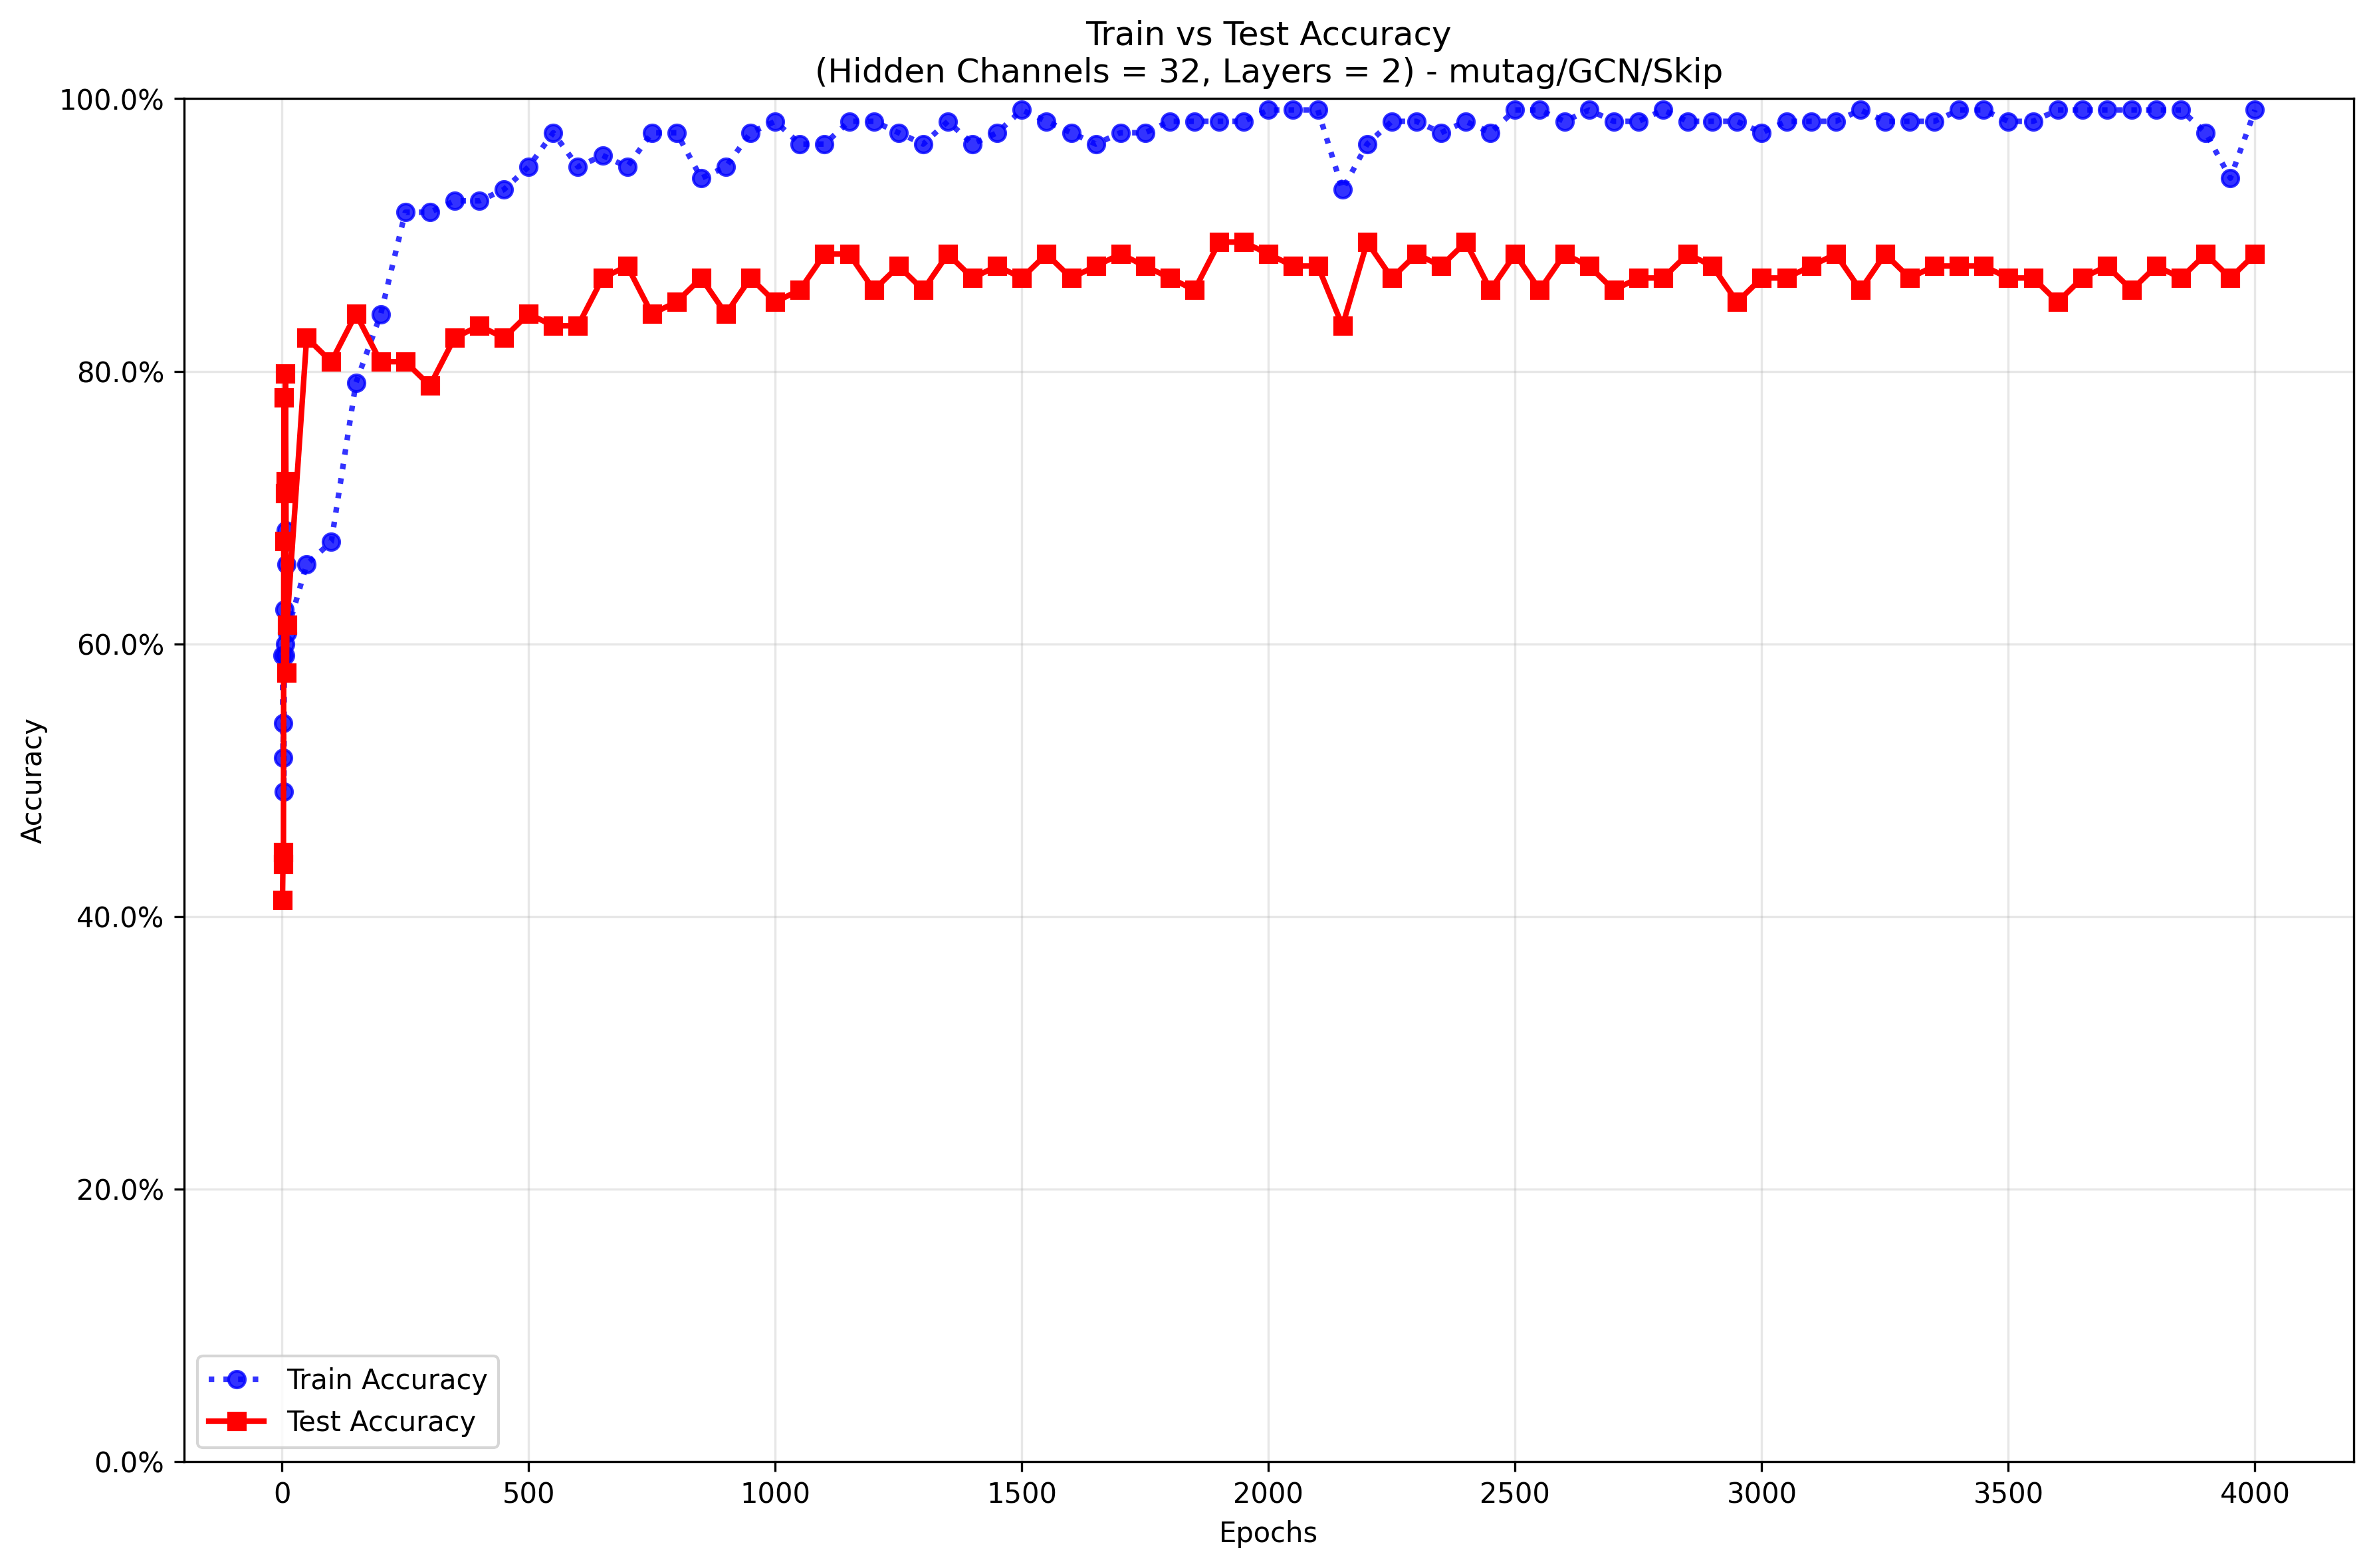 Train vs Test Accuracy
(Hidden Channels = 32, Layers = 2) - mutag/GCN/Skip
100.0%
80.0%
60.0%
40.0%
20.0%
0.0%
Accuracy
Train Accuracy
Test Accuracy
0 500 1000 1500 2000 2500 3000 3500 4000
Epochs